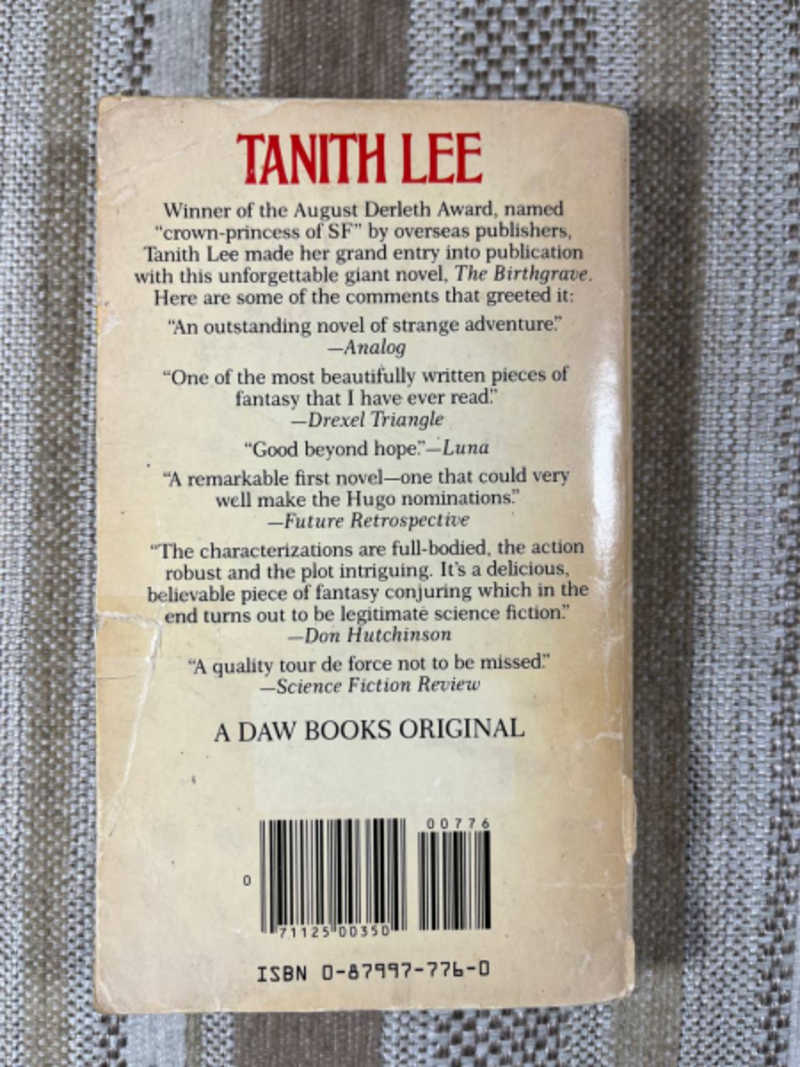 TANITH LEE
Winner of the August Derleth Award, named
"crown-princess of SF" by overseas publishers,
Tanith Lee made her grand entry into publication
with this unforgettable giant novel, The Birthgrave.
Here are some of the comments that greeted it:
"An outstanding novel of strange adventure."
—Analog
"One of the most beautifully written pieces of
fantasy that I have ever read."
—Drexel Triangle
"Good beyond hope."—Luna
"A remarkable first novel—one that could very
well make the Hugo nominations."
—Future Retrospective
"The characterizations are full-bodied, the action
robust and the plot intriguing. It's a delicious,
believable piece of fantasy conjuring which in the
end turns out to be legitimate science fiction."
—Don Hutchinson
"A quality tour de force not to be missed."
—Science Fiction Review
A DAW BOOKS ORIGINAL
00776
0
71125 00350
ISBN 0-87997-776-0